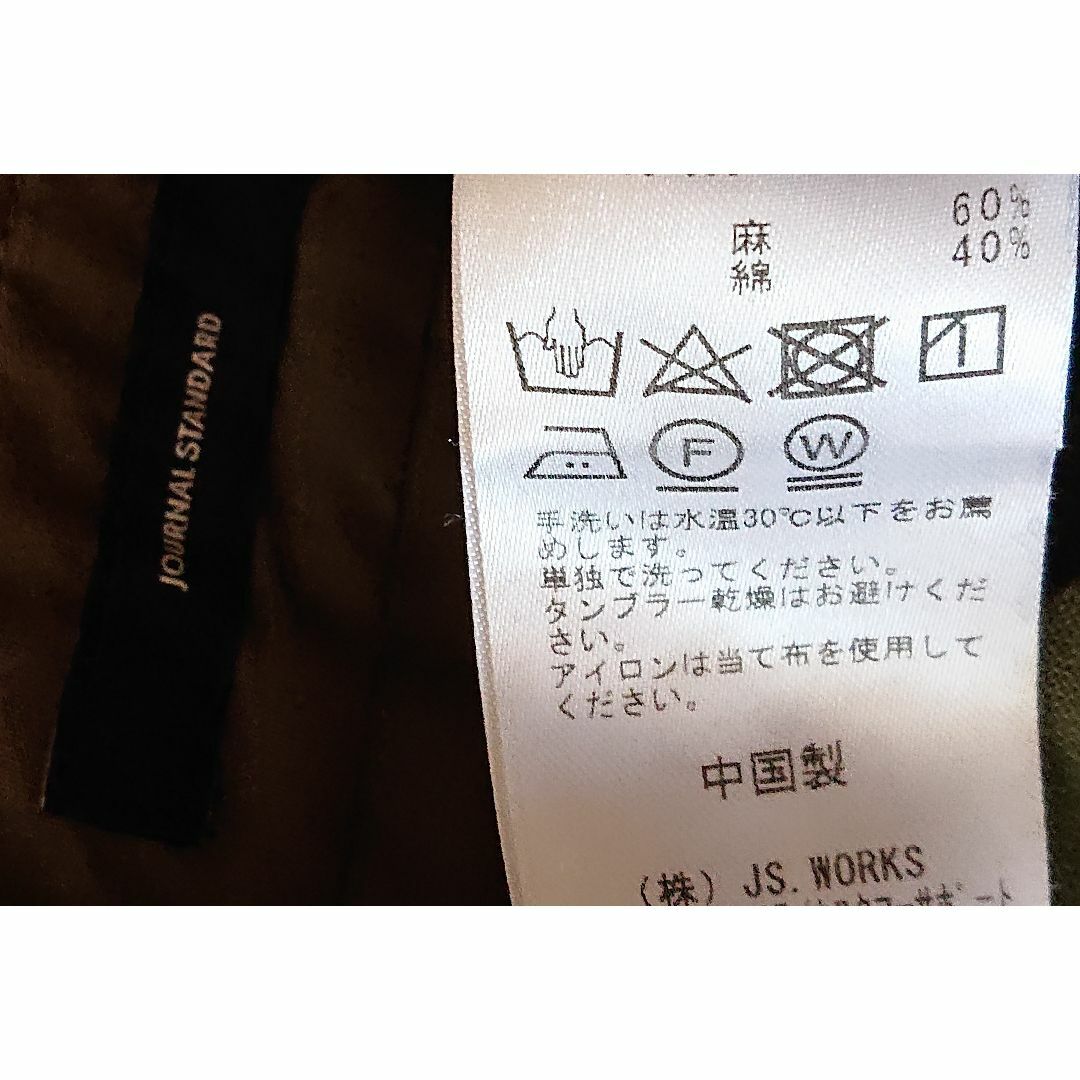 JOURNAL STANDARD
麻 60%
綿 40%
F
W
手洗いは水温30℃以下をお薦
めします。
単独で洗ってください。
タンブラー乾燥はお避けくだ
さい。
アイロンは当て布を使用して
ください。
中国製
(株) JS.WORKS